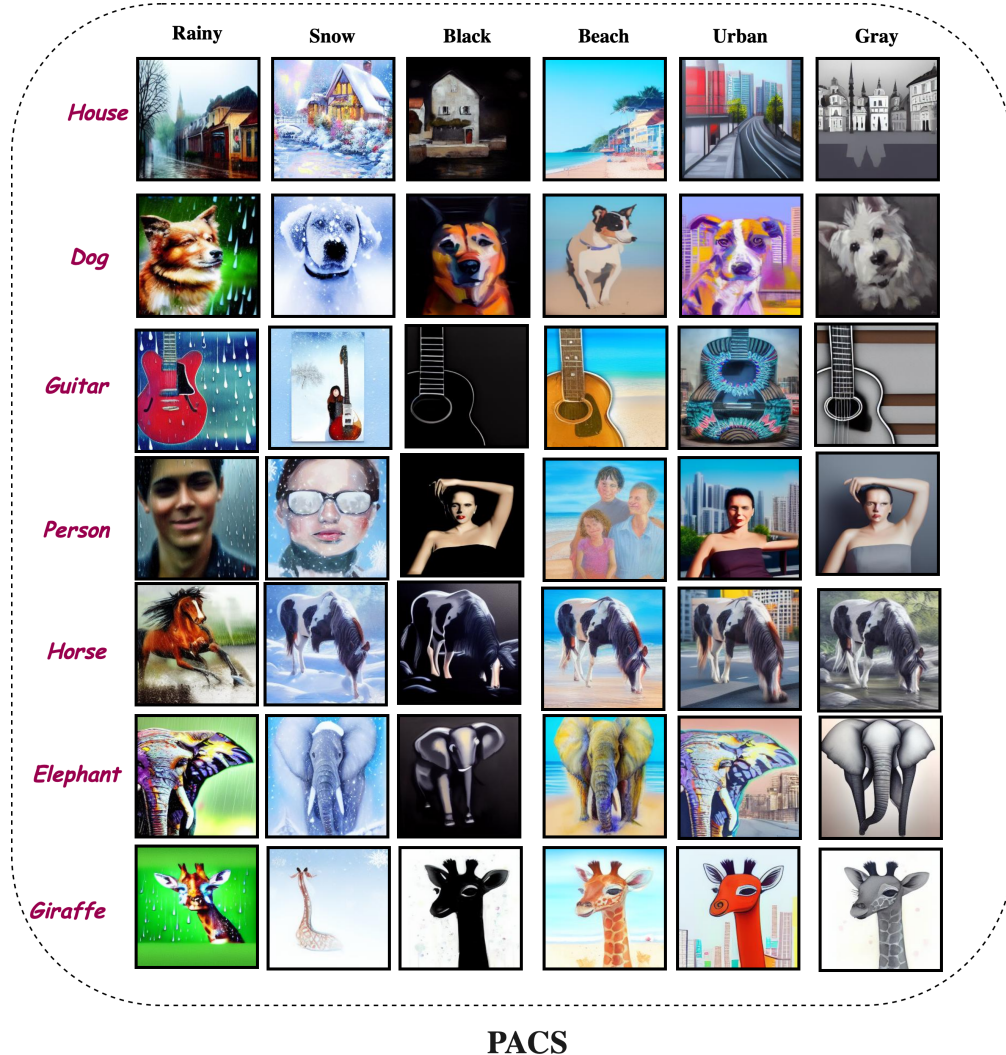 Rainy Snow Black Beach Urban Gray
House
Dog
Guitar
Person
Horse
Elephant
Giraffe
PACS